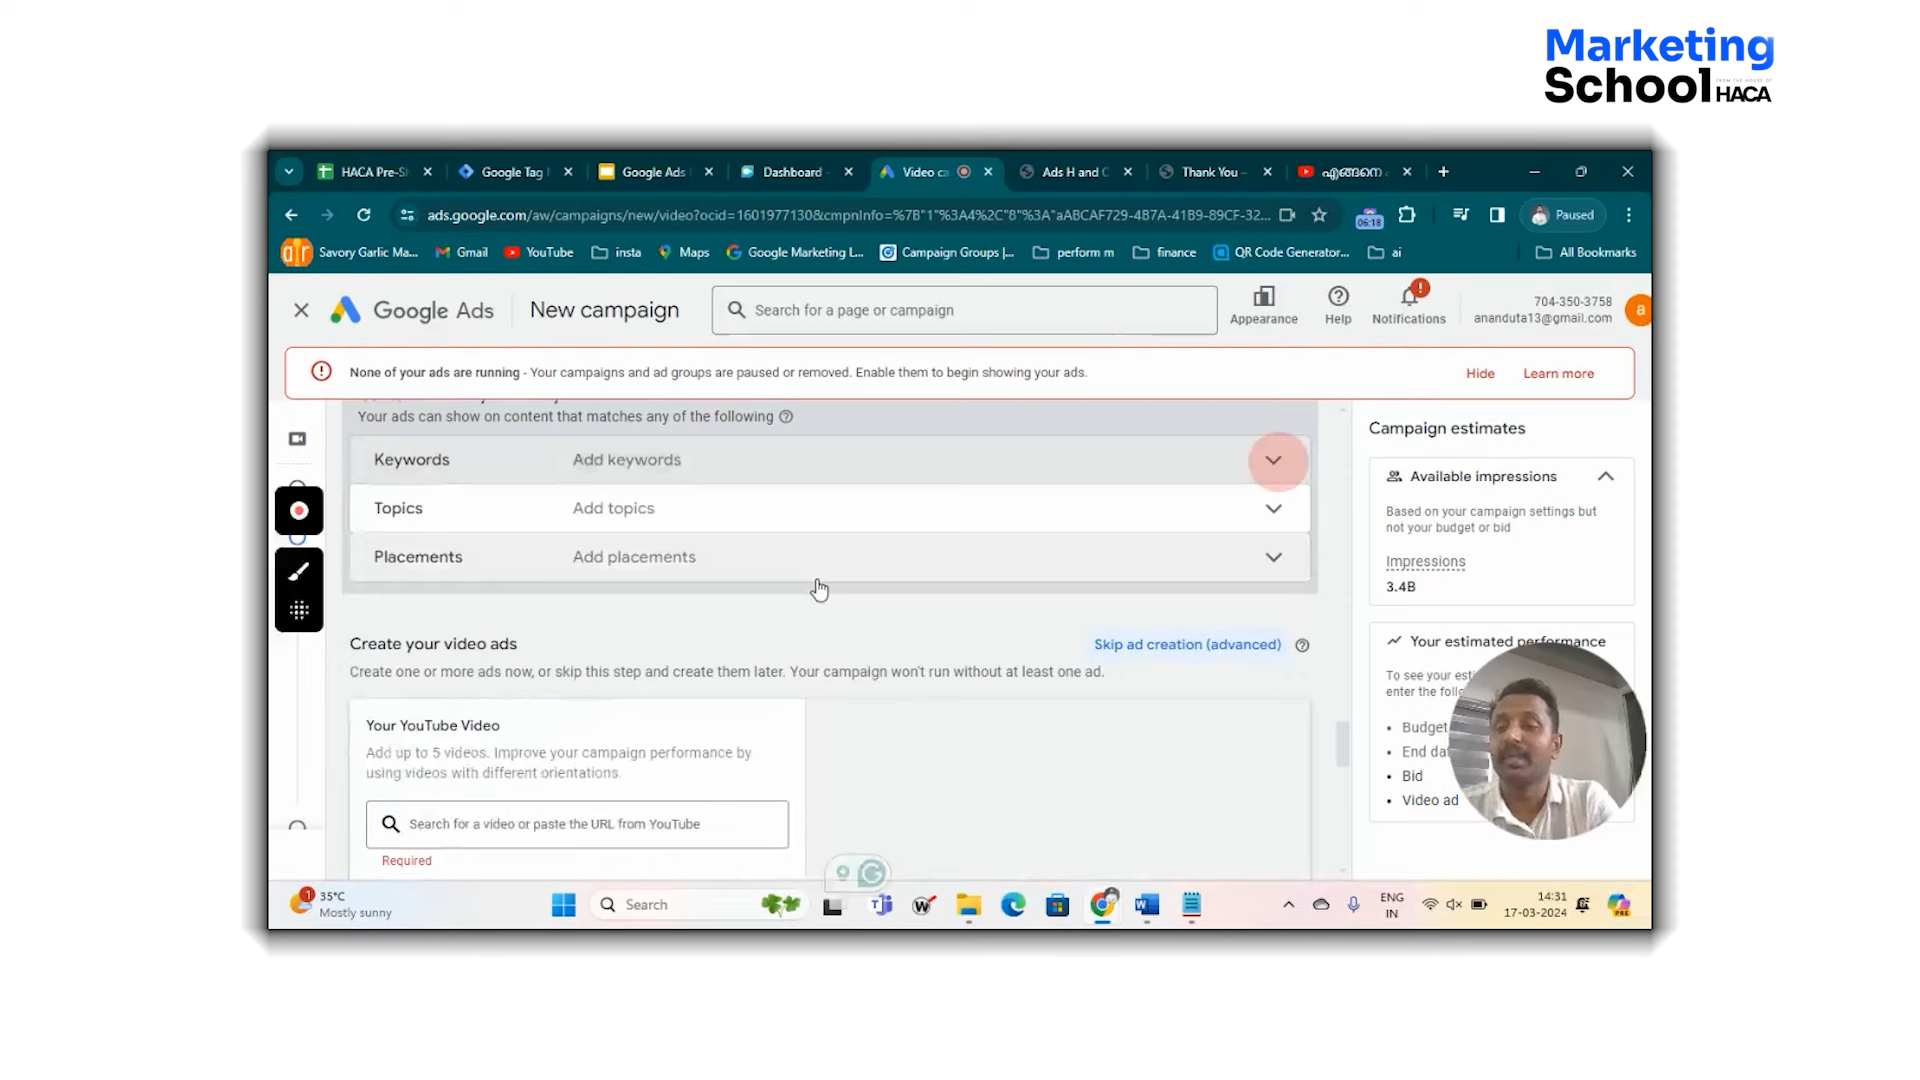 Marketing
School FROM THE HOUSE OF HACA
HACA Pre-S
Google Tag
Google Ads
Dashboard -
Video ca
Ads H and C
Thank You –
എങ്ങനെ
ads.google.com/aw/campaigns/new/video?ocid=1601977130&cmpnInfo=%7B"1"%3A4%2C"8"%3A"aABCAF729-4B7A-41B9-89CF-32...
06:18
Paused
Savory Garlic Ma...
Gmail
YouTube
insta
Maps
Google Marketing L...
Campaign Groups |...
perform m
finance
QR Code Generator...
ai
All Bookmarks
Google Ads
New campaign
Search for a page or campaign
Appearance
Help
Notifications
704-350-3758
ananduta13@gmail.com
a
None of your ads are running - Your campaigns and ad groups are paused or removed. Enable them to begin showing your ads.
Hide
Learn more
Your ads can show on content that matches any of the following
Keywords
Add keywords
Topics
Add topics
Placements
Add placements
Create your video ads
Skip ad creation (advanced)
Create one or more ads now, or skip this step and create them later. Your campaign won't run without at least one ad.
Your YouTube Video
Add up to 5 videos. Improve your campaign performance by
using videos with different orientations.
Search for a video or paste the URL from YouTube
Required
Campaign estimates
Available impressions
Based on your campaign settings but
not your budget or bid
Impressions
3.4B
Your estimated performance
To see your esti
enter the follo
Budget
End da
Bid
Video ad
1
35°C
Mostly sunny
Search
ENG
IN
14:31
17-03-2024